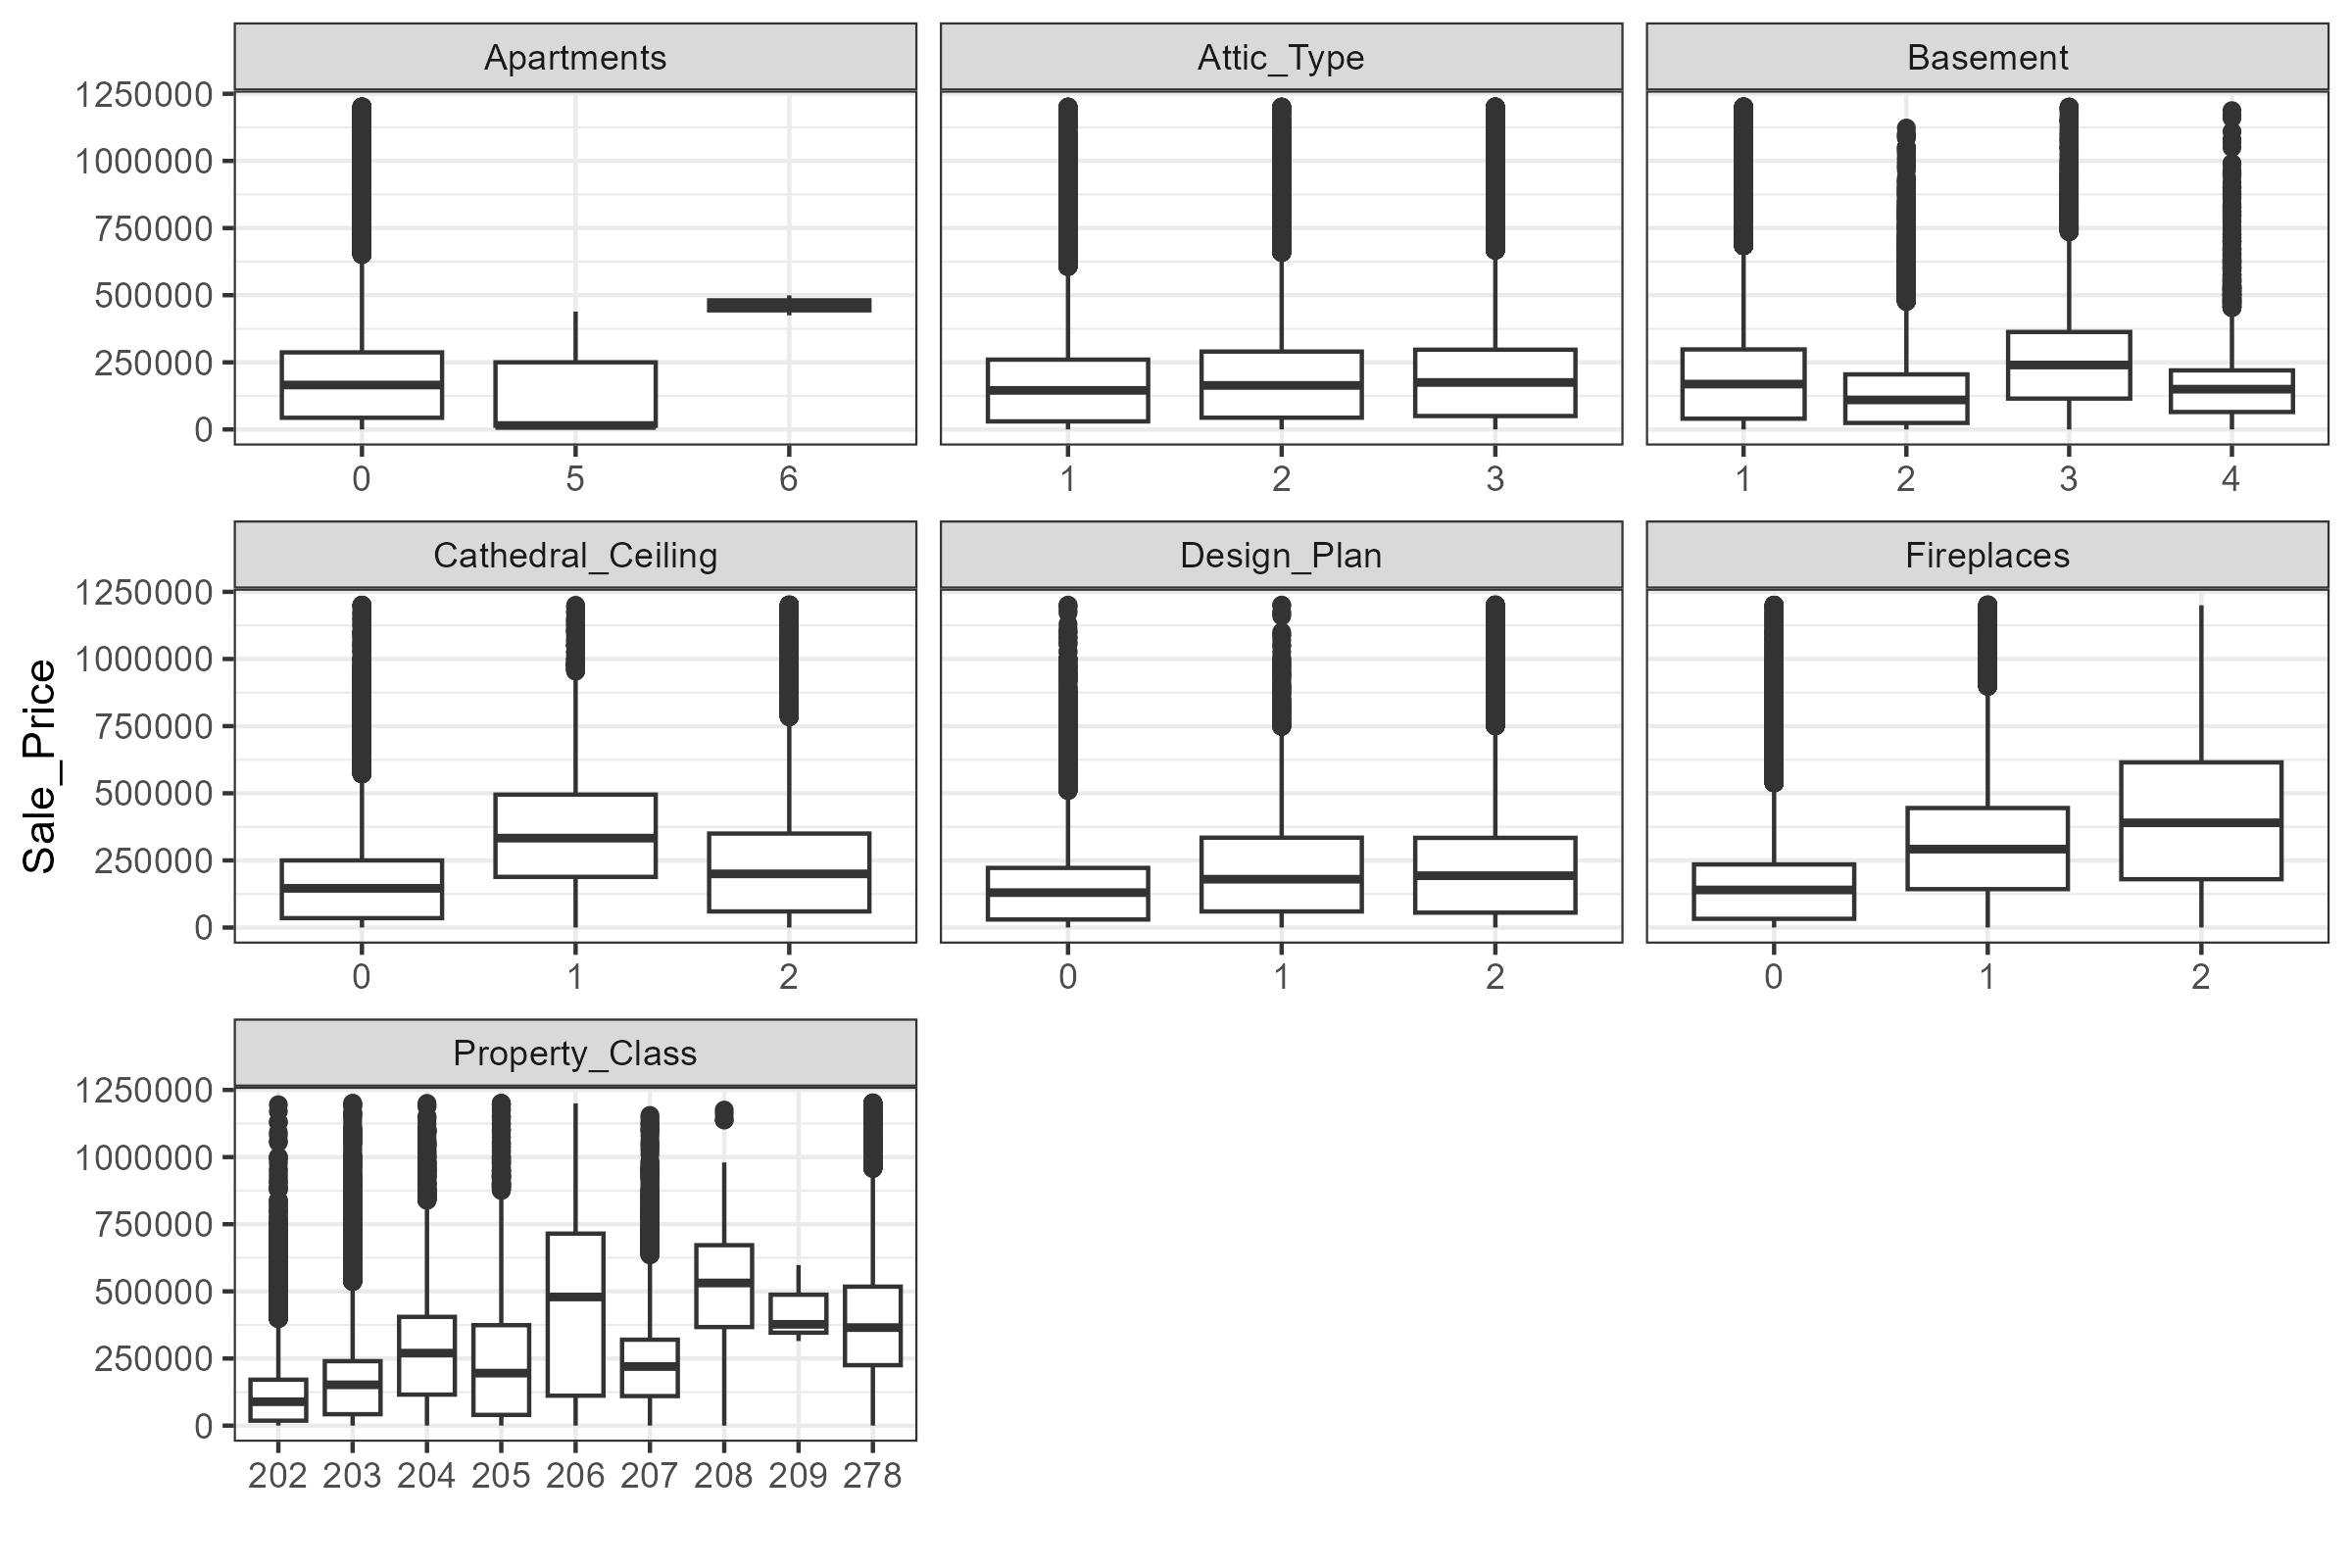 Apartments
Attic_Type
Basement
1250000
1000000
750000
500000
250000
0
0 5 6
1 2 3
1 2 3 4
Cathedral_Ceiling
Design_Plan
Fireplaces
Sale_Price
1250000
1000000
750000
500000
250000
0
0 1 2
0 1 2
0 1 2
Property_Class
1250000
1000000
750000
500000
250000
0
202 203 204 205 206 207 208 209 278